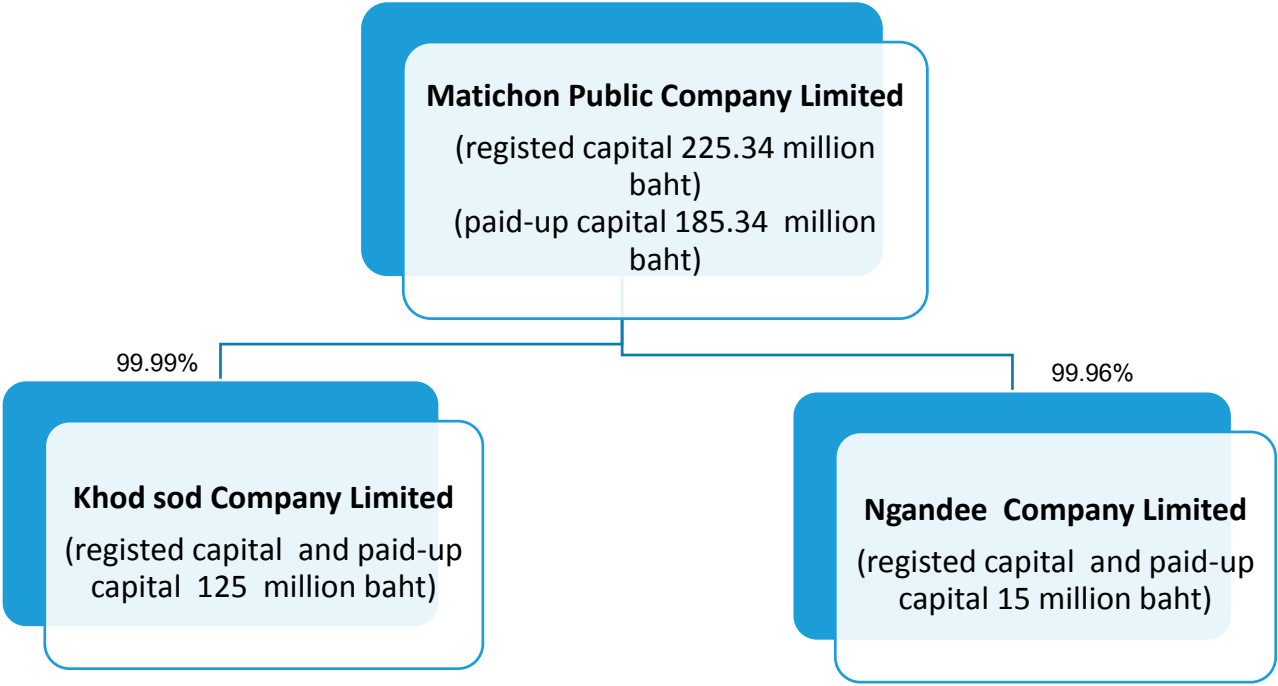 Matichon Public Company Limited
(registed capital 225.34 million
baht)
(paid-up capital 185.34  million
baht)
99.99%
99.96%
Khod sod Company Limited
(registed capital  and paid-up
capital  125  million baht)
Ngandee  Company Limited
(registed capital  and paid-up
capital 15 million baht)